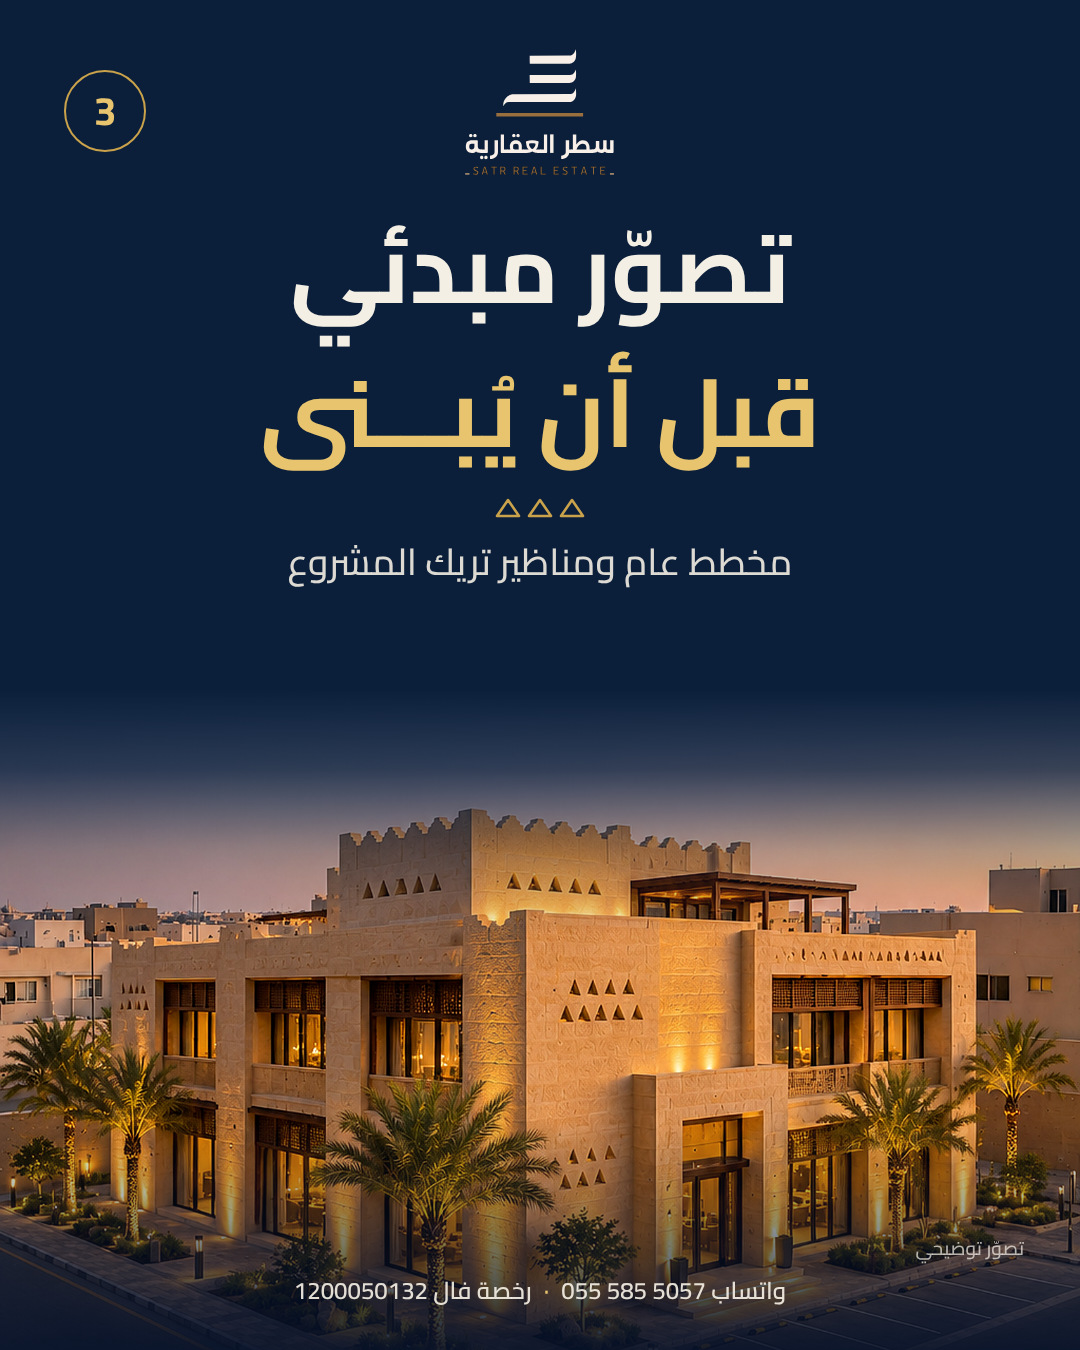 3
سطر العقارية
SATR REAL ESTATE
تصوّر مبدئي
قبل أن يُبـــنى
مخطط عام ومناظير تريك المشروع
تصوّر توضيحي
واتساب 5057 585 055 · رخصة فال 1200050132